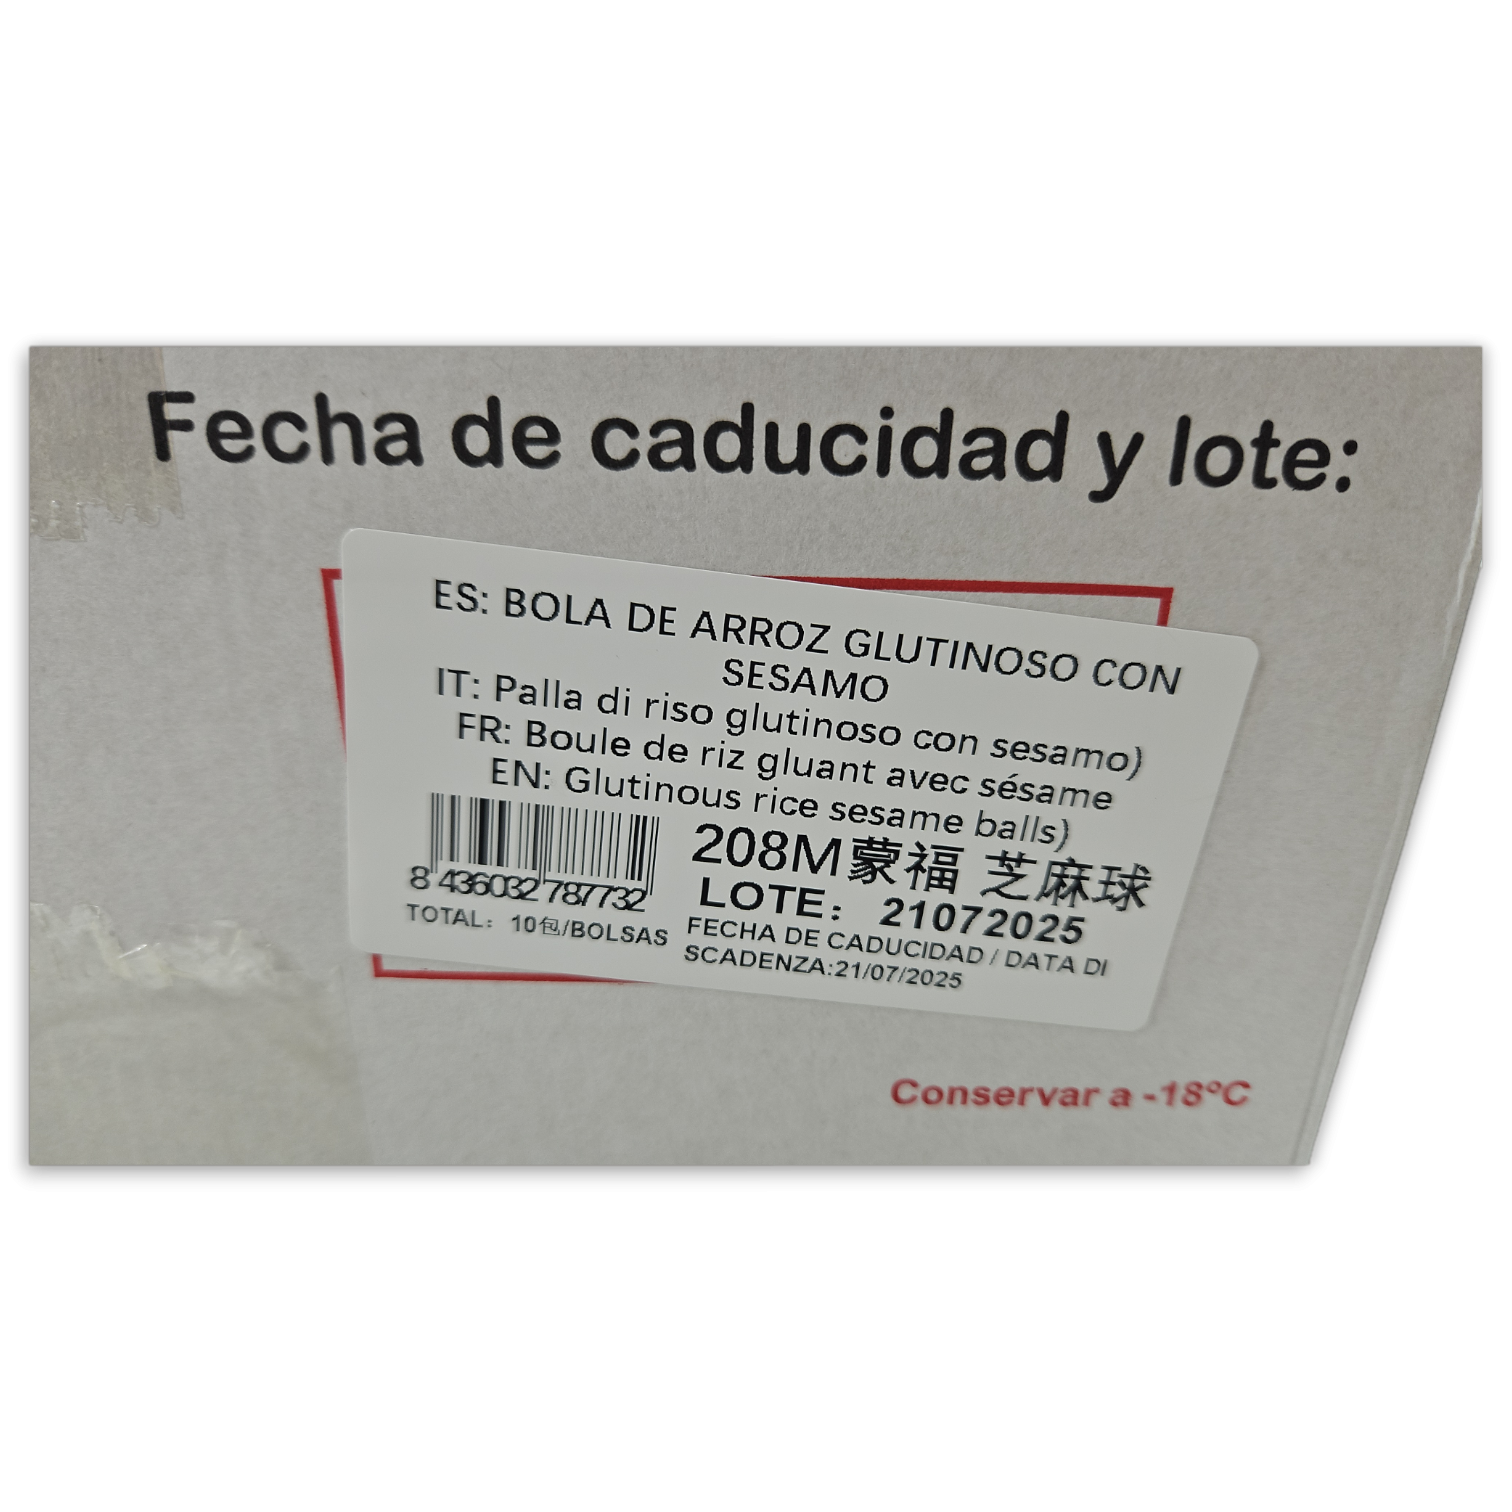 Fecha de caducidad y lote:
ES: BOLA DE ARROZ GLUTINOSO CON
SESAMO
IT: Palla di riso glutinoso con sesamo)
FR: Boule de riz gluant avec sésame
EN: Glutinous rice sesame balls)
208M蒙福 芝麻球
8 436032 787732
LOTE: 21072025
TOTAL: 10包/BOLSAS
FECHA DE CADUCIDAD / DATA DI
SCADENZA:21/07/2025
Conservar a -18ºC